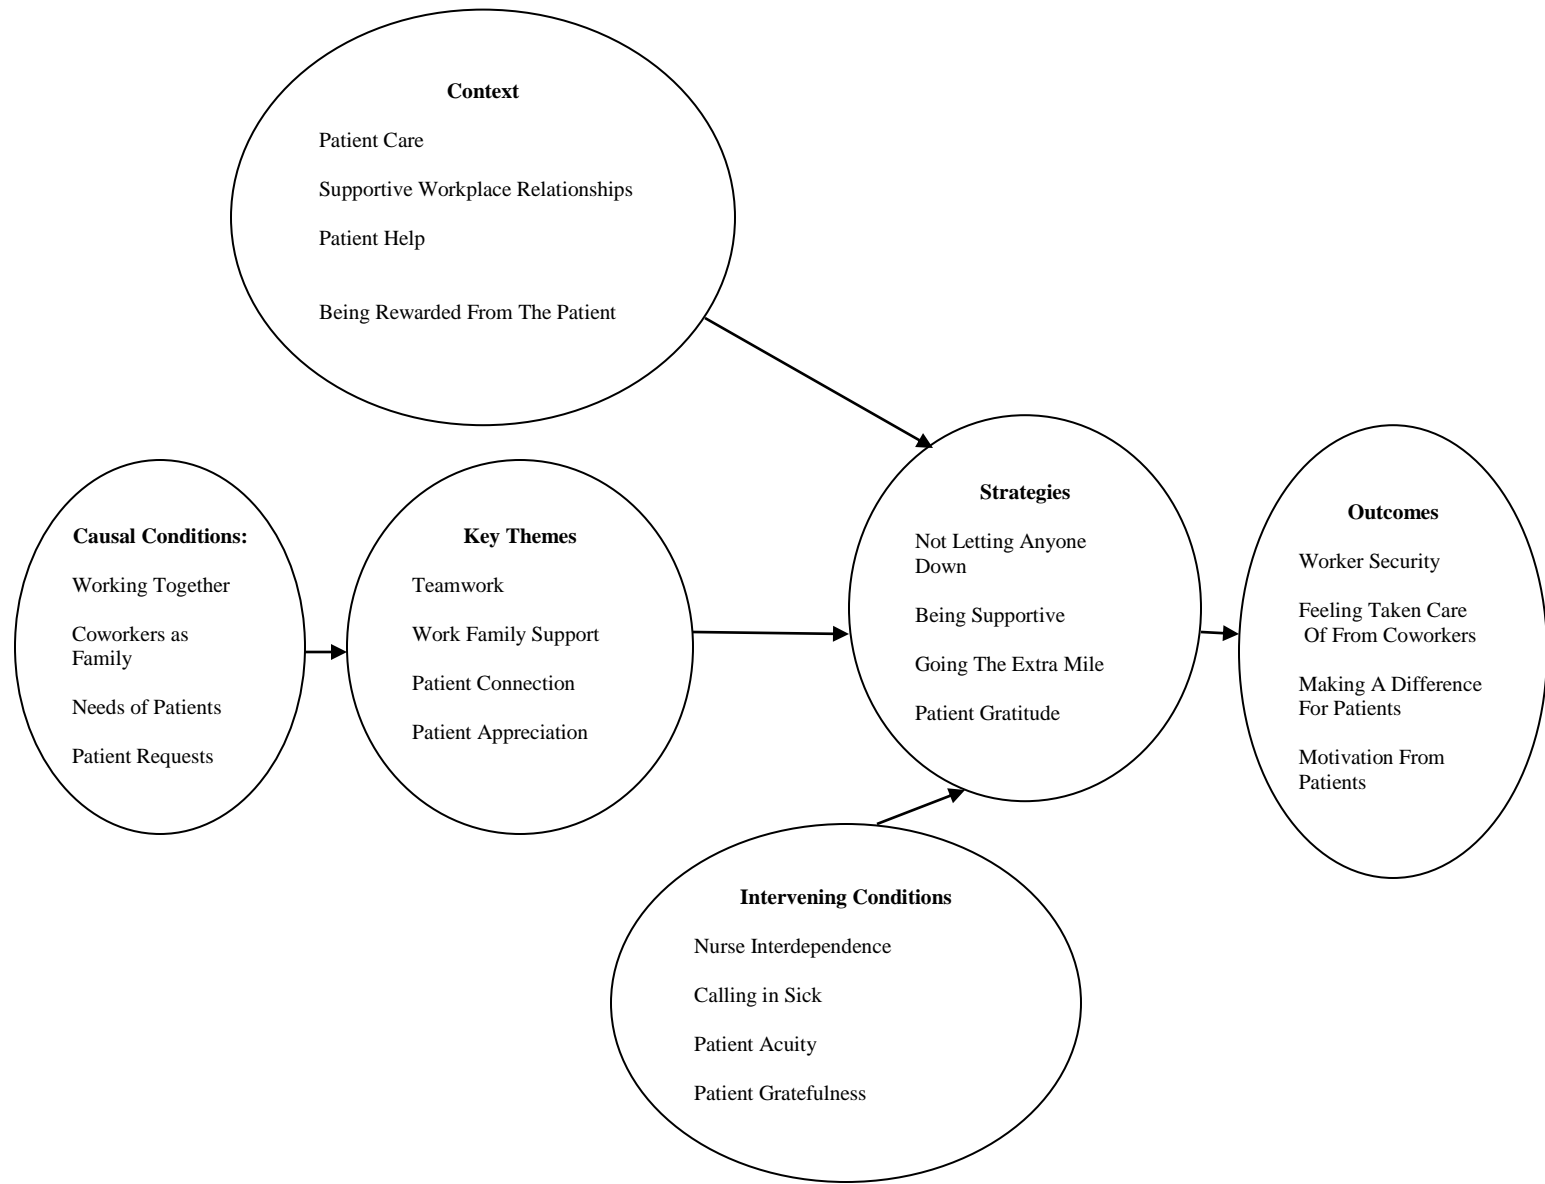 Context
Patient Care
Supportive Workplace Relationships
Patient Help
Being Rewarded From The Patient
Causal Conditions:
Working Together
Coworkers as
Family
Needs of Patients
Patient Requests
Key Themes
Teamwork
Work Family Support
Patient Connection
Patient Appreciation
Strategies
Not Letting Anyone
Down
Being Supportive
Going The Extra Mile
Patient Gratitude
Outcomes
Worker Security
Feeling Taken Care
Of From Coworkers
Making A Difference
For Patients
Motivation From
Patients
Intervening Conditions
Nurse Interdependence
Calling in Sick
Patient Acuity
Patient Gratefulness